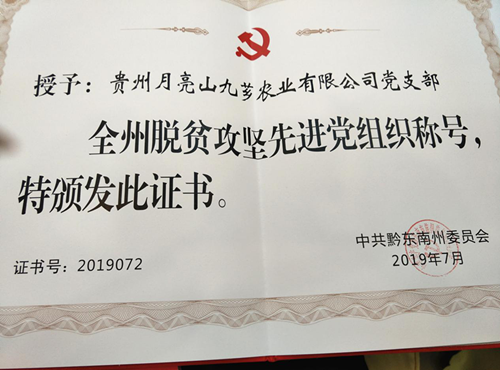 授予：贵州月亮山九芗农业有限公司党支部
全州脱贫攻坚先进党组织称号，
特颁发此证书。
中共黔东南州委员会
证书号：2019072
2019年7月